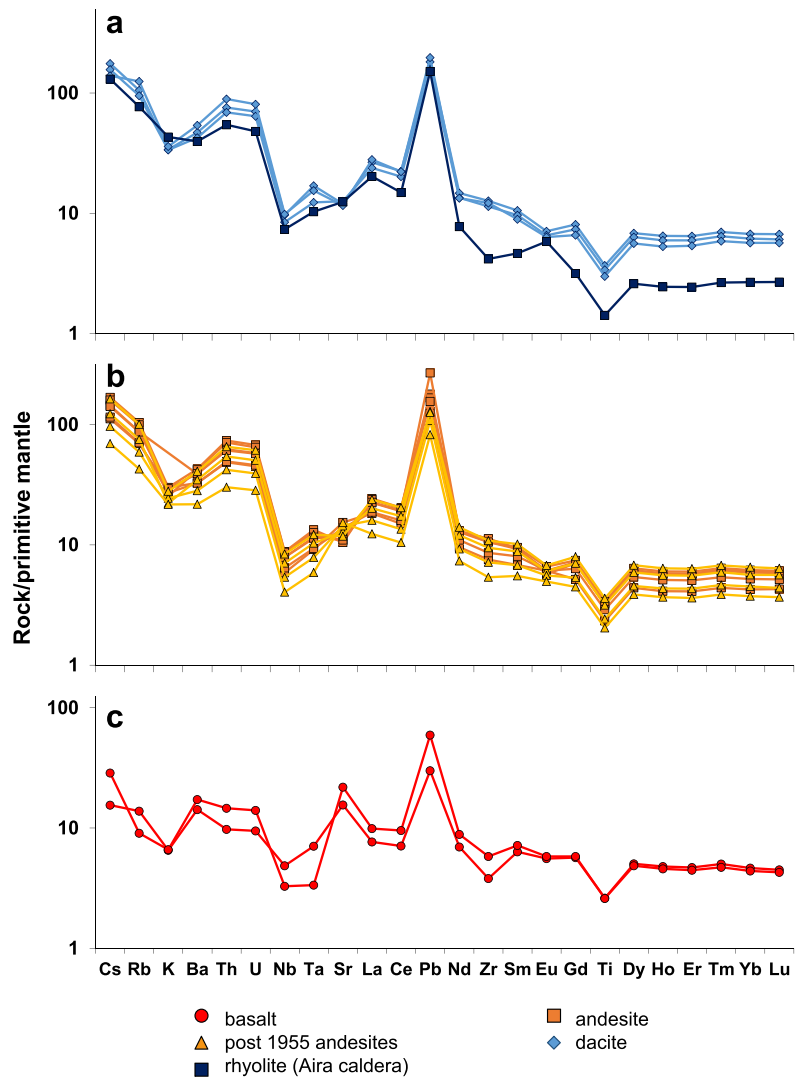 a
100
10
1
b
100
10
1
Rock/primitive mantle
c
100
10
1
Cs Rb K Ba Th U Nb Ta Sr La Ce Pb Nd Zr Sm Eu Gd Ti Dy Ho Er Tm Yb Lu
basalt
andesite
post 1955 andesites
dacite
rhyolite (Aira caldera)